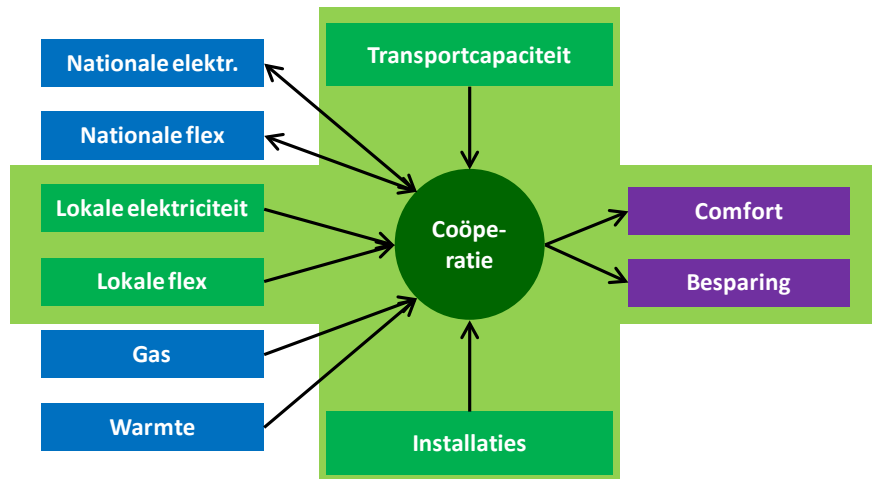 Nationale elektr.
Transportcapaciteit
Nationale flex
Lokale elektriciteit
Lokale flex
Coöpe-
ratie
Comfort
Besparing
Gas
Warmte
Installaties